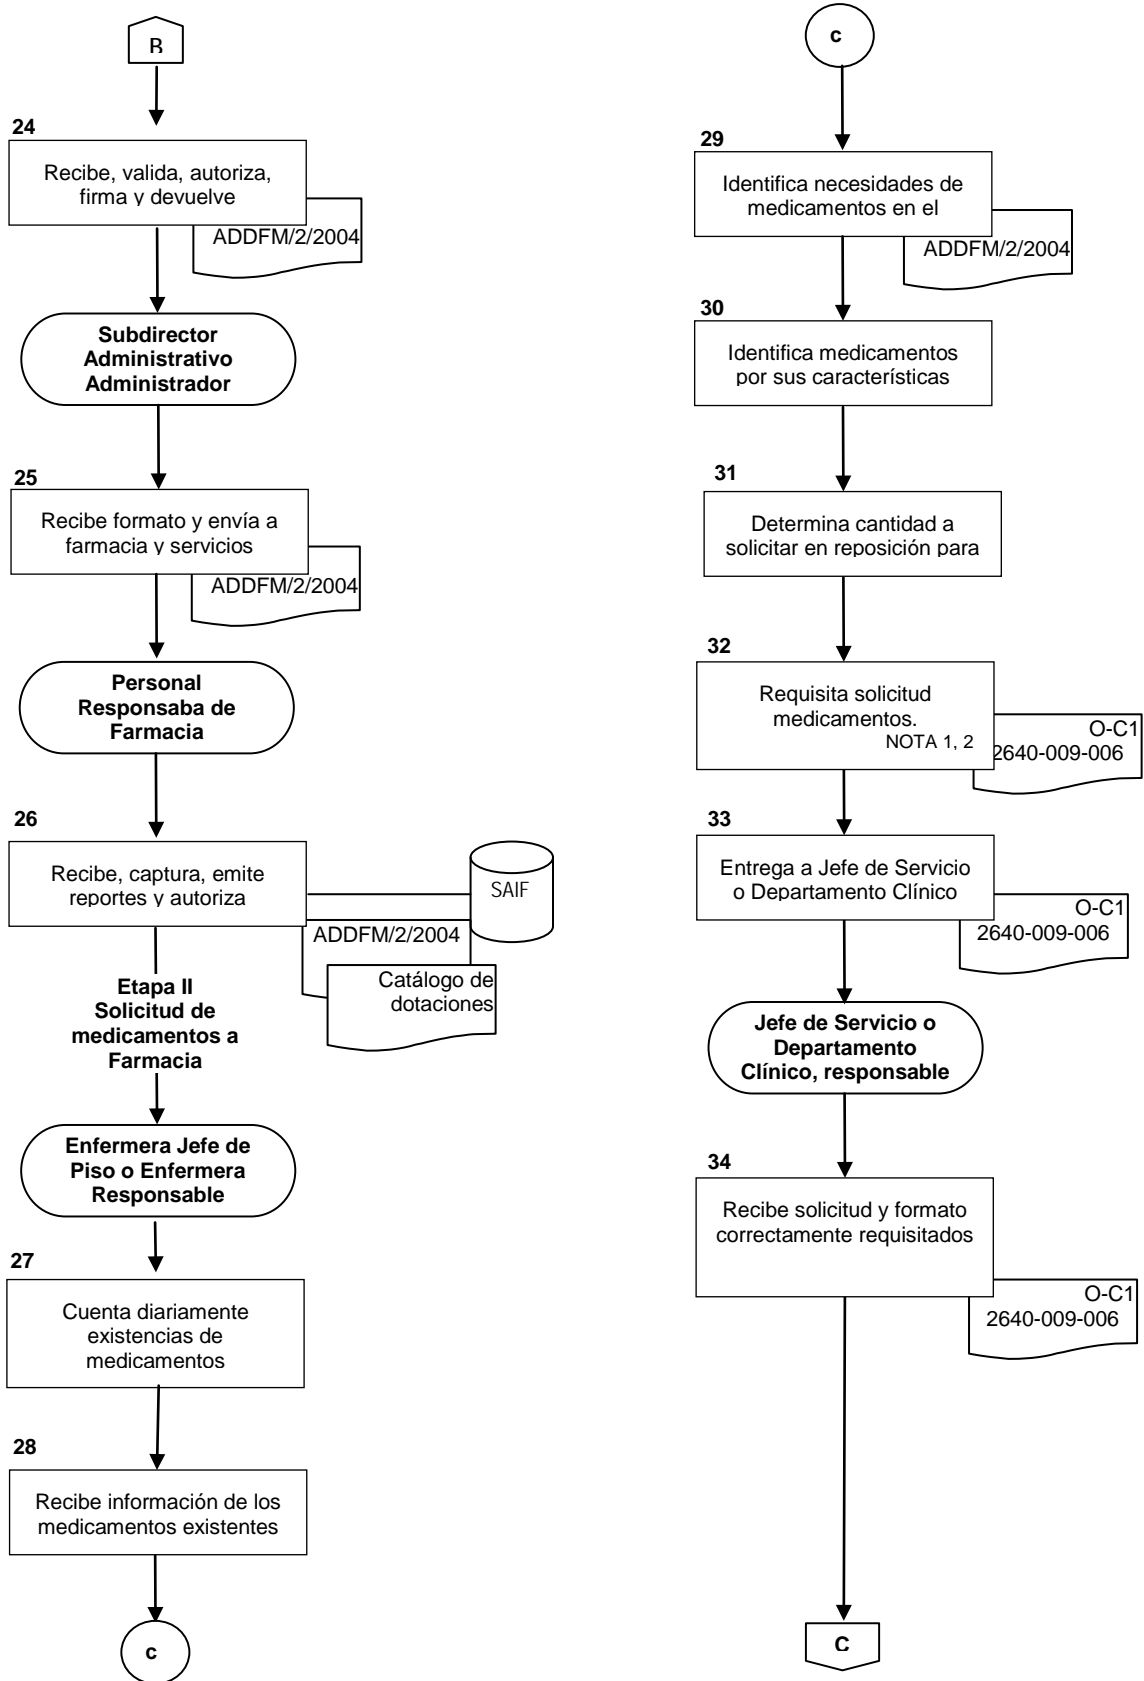 B
24
Recibe, valida, autoriza,
firma y devuelve
ADDFM/2/2004
Subdirector
Administrativo
Administrador
25
Recibe formato y envía a
farmacia y servicios
ADDFM/2/2004
Personal
Responsaba de
Farmacia
26
Recibe, captura, emite
reportes y autoriza
SAIF
ADDFM/2/2004
Catálogo de
dotaciones
Etapa II
Solicitud de
medicamentos a
Farmacia
Enfermera Jefe de
Piso o Enfermera
Responsable
27
Cuenta diariamente
existencias de
medicamentos
28
Recibe información de los
medicamentos existentes
c
c
29
Identifica necesidades de
medicamentos en el
ADDFM/2/2004
30
Identifica medicamentos
por sus características
31
Determina cantidad a
solicitar en reposición para
32
Requisita solicitud
medicamentos.
NOTA 1, 2
O-C1
2640-009-006
33
Entrega a Jefe de Servicio
o Departamento Clínico
O-C1
2640-009-006
Jefe de Servicio o
Departamento
Clínico, responsable
34
Recibe solicitud y formato
correctamente requisitados
O-C1
2640-009-006
C